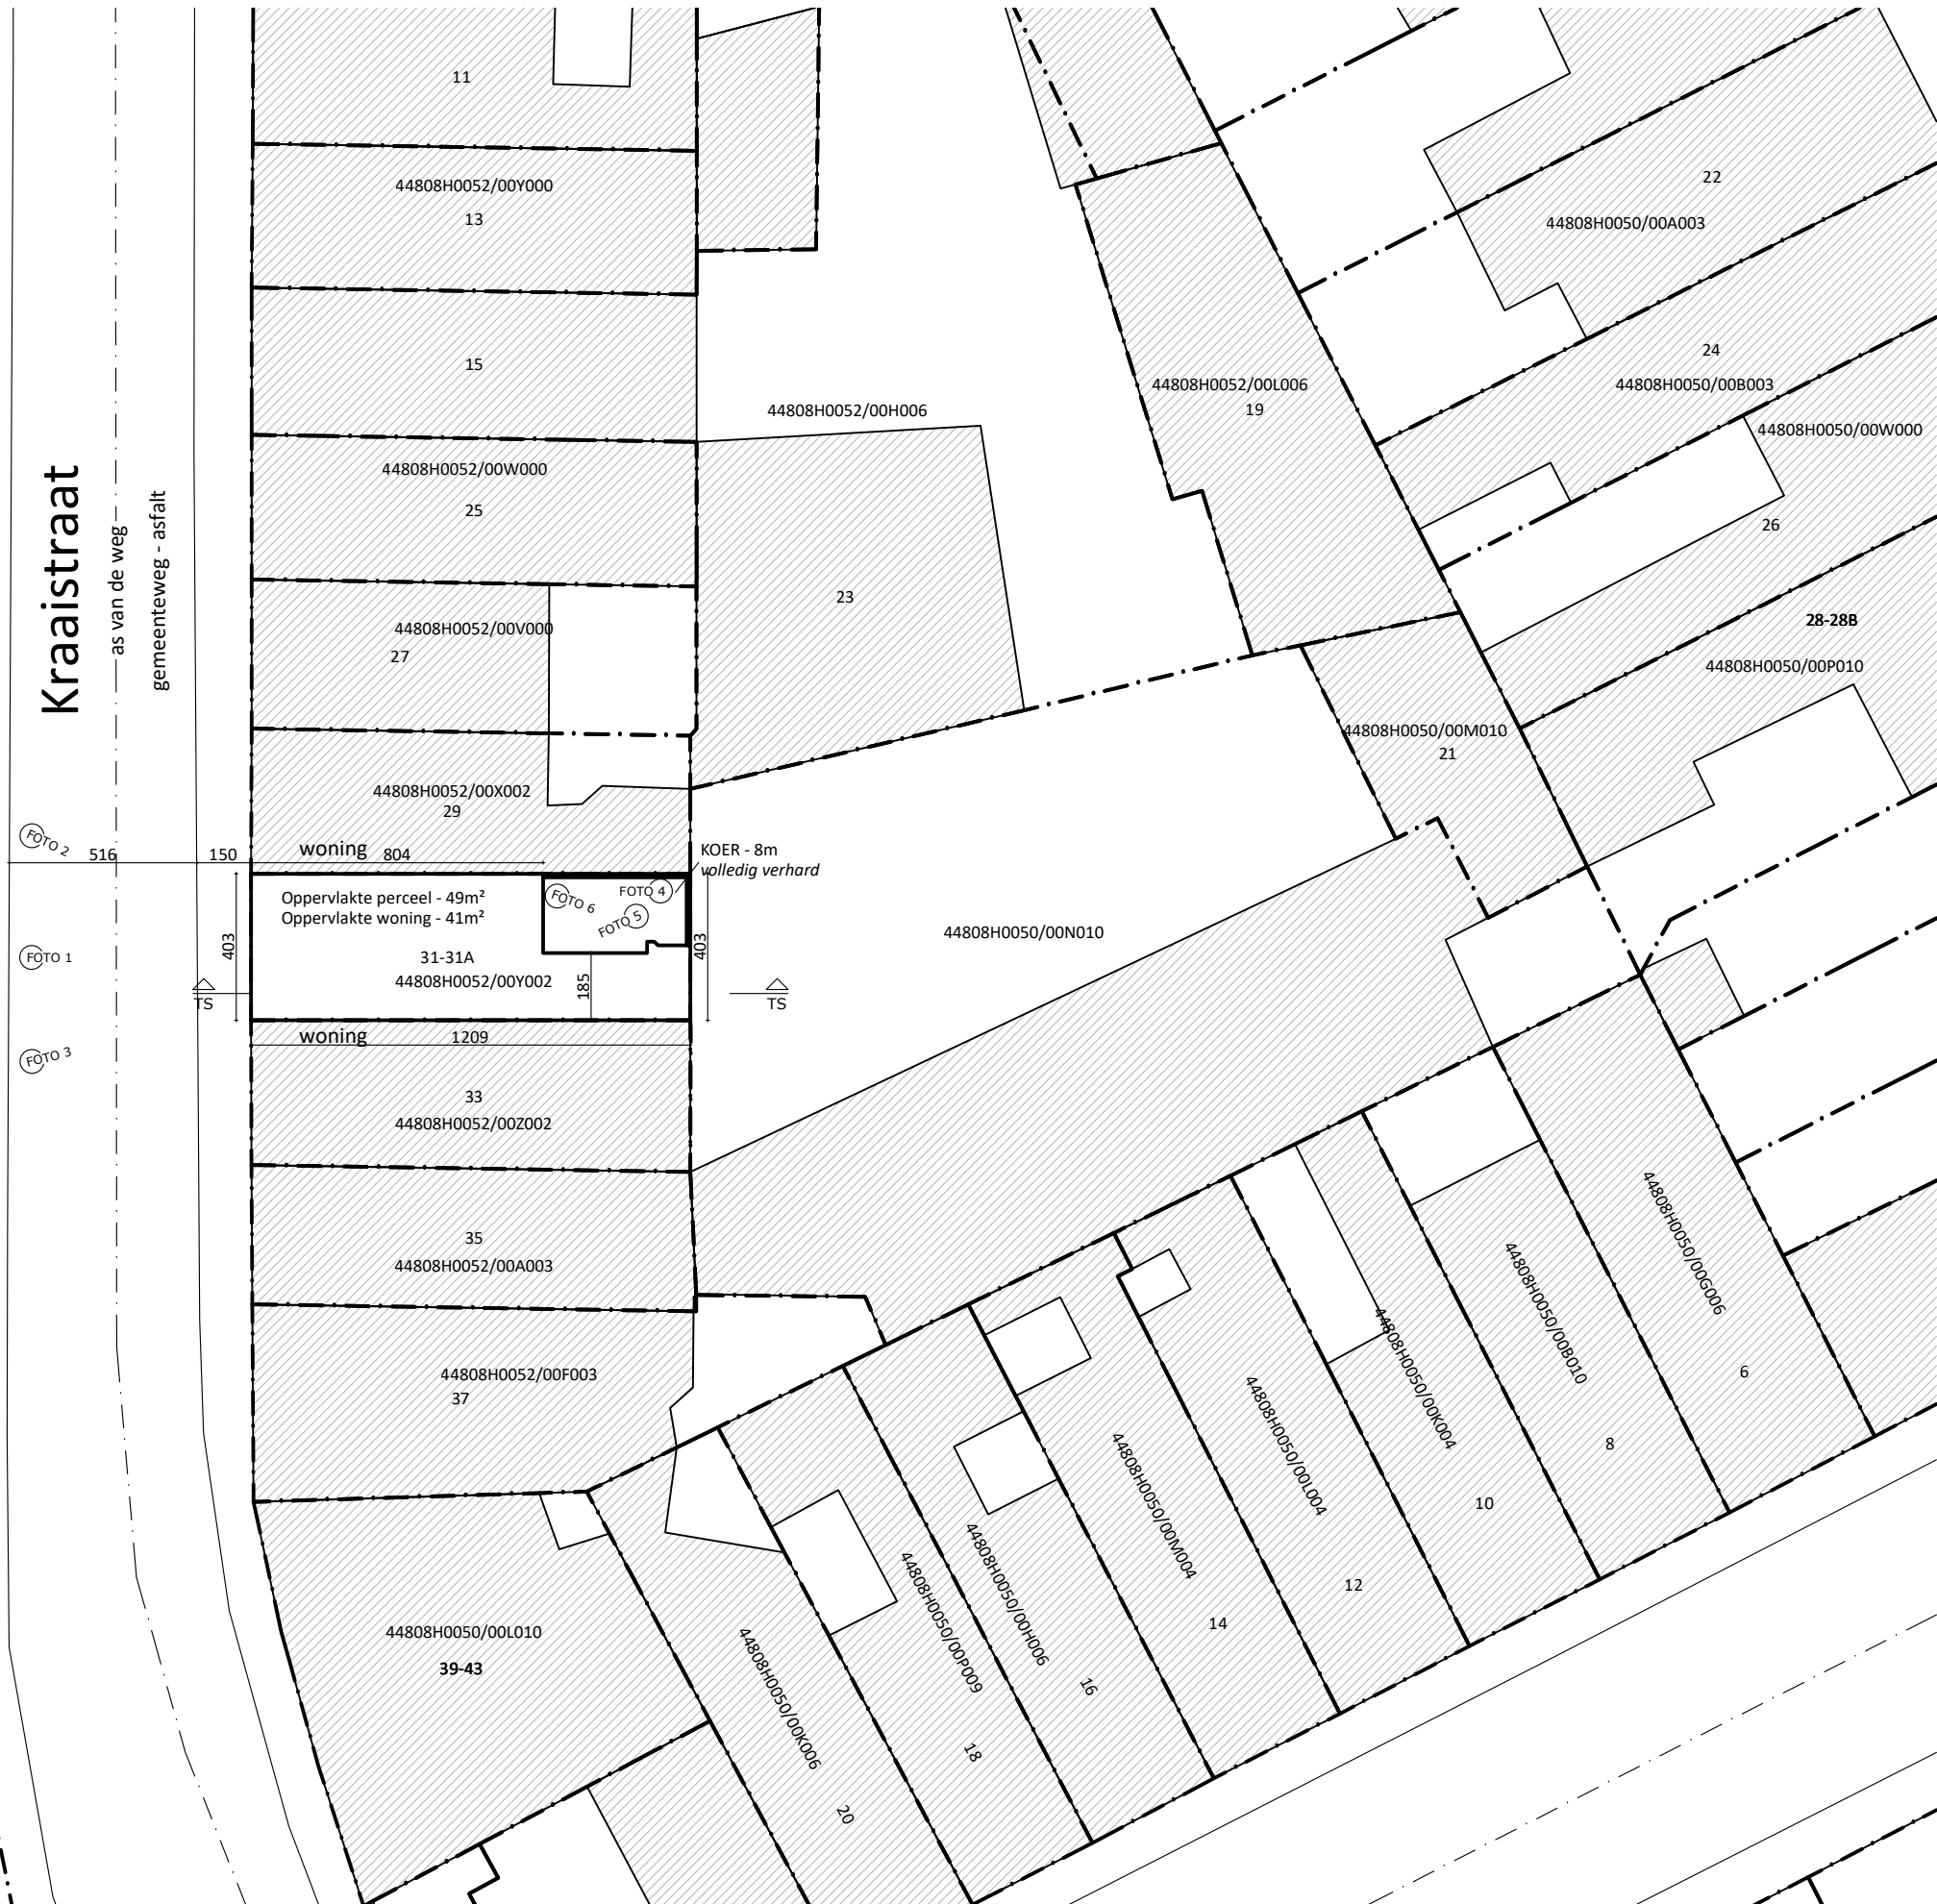 11
44808H0052/00Y000
13
15
44808H0052/00W000
25
44808H0052/00V000
27
44808H0052/00X002
29
Kraaistraat
as van de weg
gemeenteweg - asfalt
44808H0052/00H006
23
44808H0052/00L006
19
22
44808H0050/00A003
24
44808H0050/00B003
44808H0050/00W000
26
28-28B
44808H0050/00P010
44808H0050/00M010
21
FOTO 2
516
150
woning
804
KOER - 8m
volledig verhard
Oppervlakte perceel - 49m²
Oppervlakte woning - 41m²
FOTO 6
FOTO 4
FOTO 5
403
403
31-31A
44808H0052/00Y002
185
FOTO 1
TS
TS
FOTO 3
woning
1209
44808H0050/00N010
33
44808H0052/00Z002
35
44808H0052/00A003
44808H0052/00F003
37
44808H0050/00L010
39-43
44808H0050/00K006
20
44808H0050/00P009
18
44808H0050/00H006
16
44808H0050/00M004
14
44808H0050/00L004
12
44808H0050/00K004
10
44808H0050/00B010
8
44808H0050/00G006
6